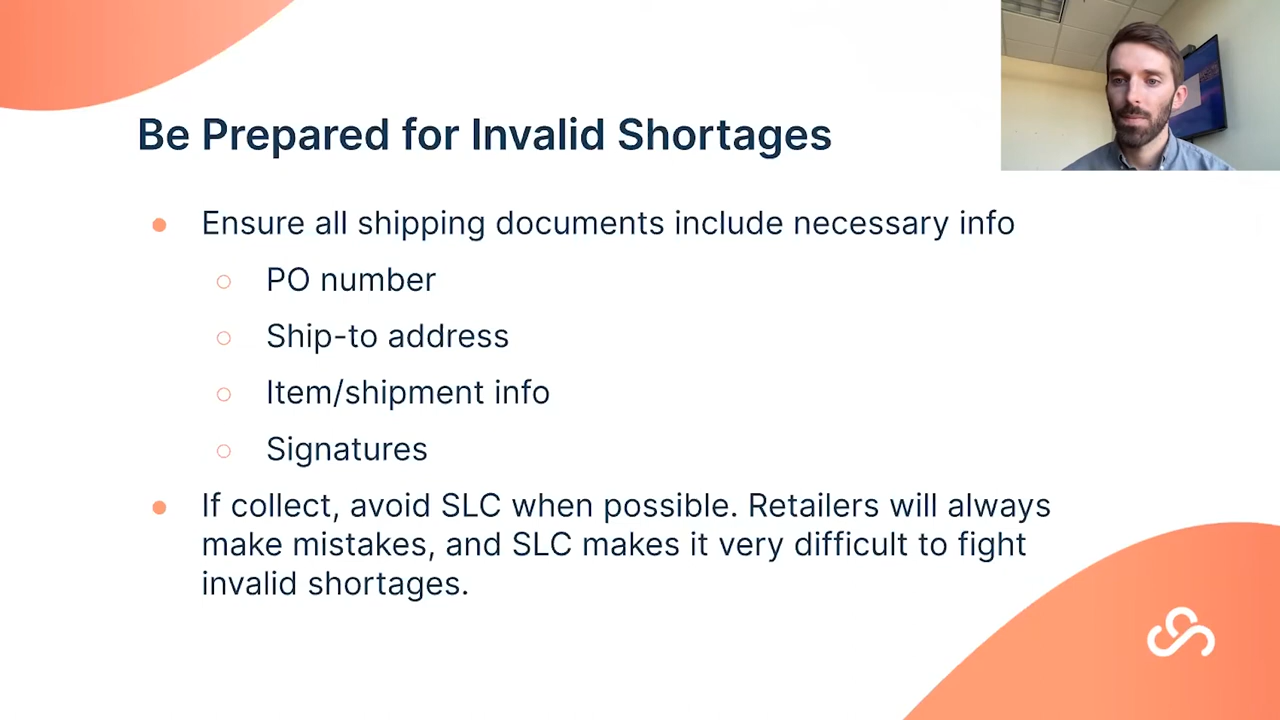 Be Prepared for Invalid Shortages
Ensure all shipping documents include necessary info
PO number
Ship-to address
Item/shipment info
Signatures
If collect, avoid SLC when possible. Retailers will always
make mistakes, and SLC makes it very difficult to fight
invalid shortages.